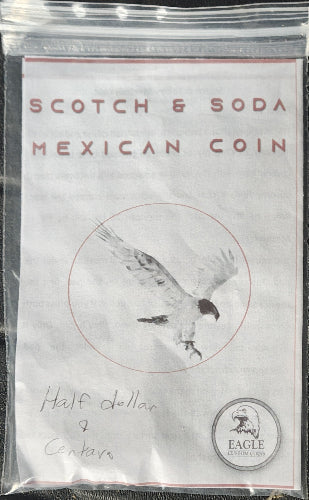 SCOTCH & SODA
MEXICAN COIN
Half dollar
&
Centavo
EAGLE
CUSTOM COINS